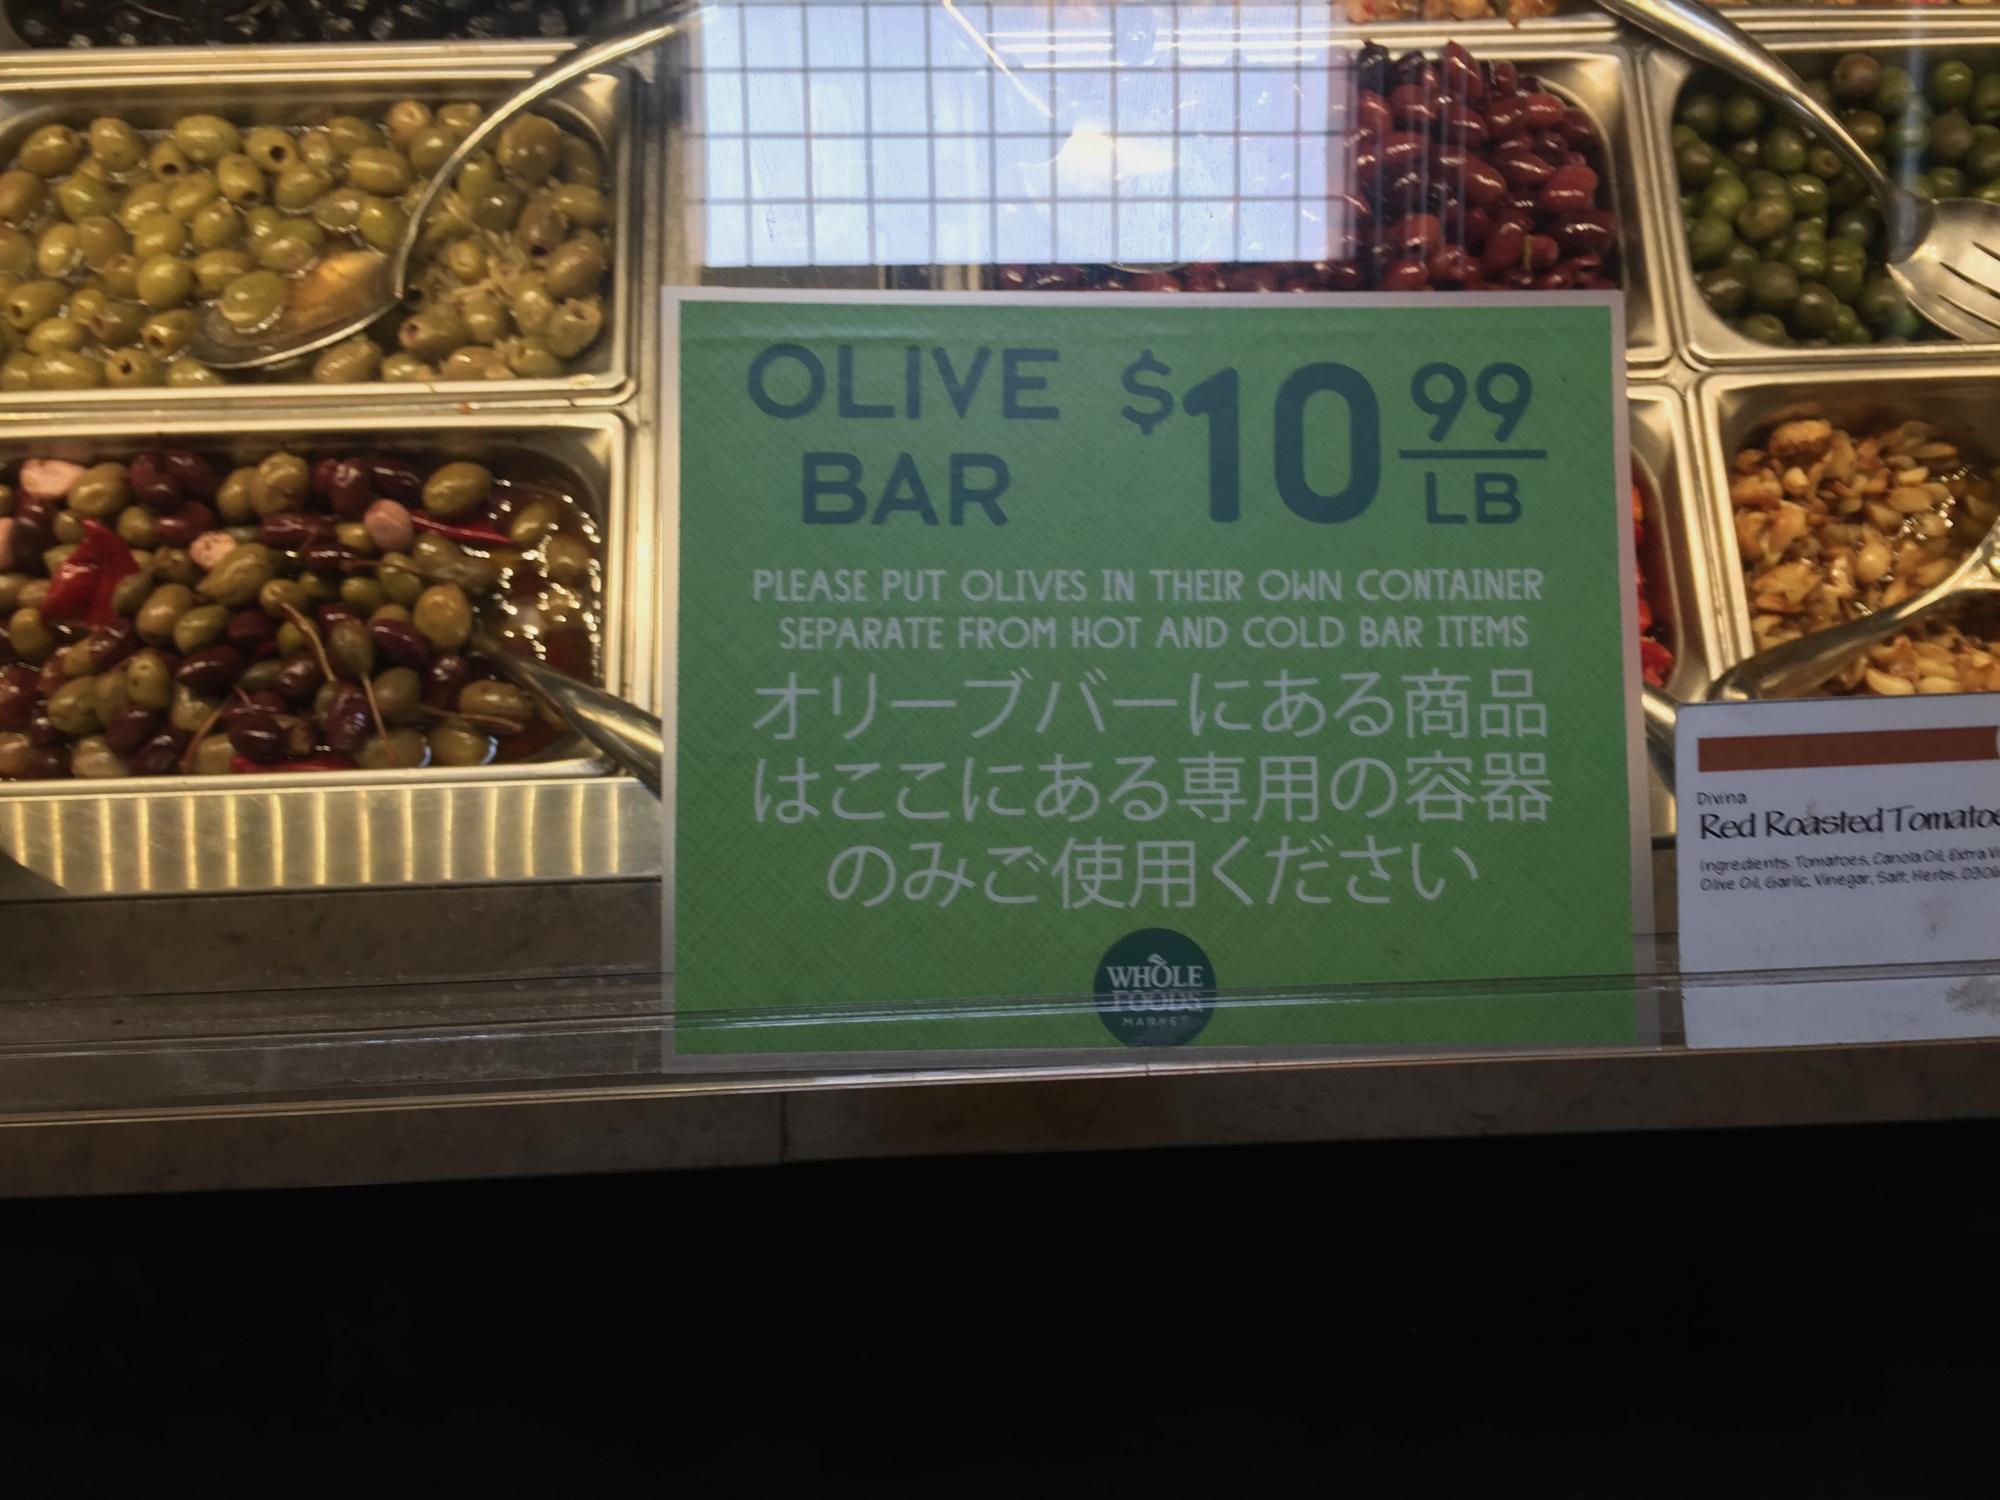 OLIVE BAR
$10 99 LB
PLEASE PUT OLIVES IN THEIR OWN CONTAINER
SEPARATE FROM HOT AND COLD BAR ITEMS
オリーブバーにある商品
はここにある専用の容器
のみご使用ください
WHOLE
FOODS
MARKET
Divina
Red Roasted Tomatoe
Ingredients: Tomatoes, Canola Oil, Extra Vi
Olive Oil, Garlic, Vinegar, Salt, Herbs.